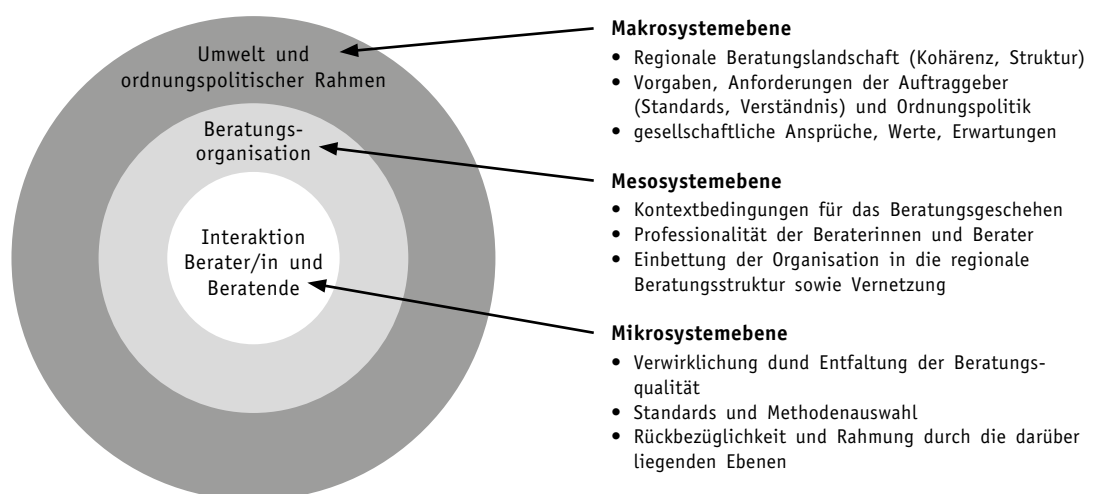 Umwelt und
ordnungspolitischer Rahmen
Beratungs-
organisation
Interaktion
Berater/in und
Beratende
Makrosystemebene
• Regionale Beratungslandschaft (Kohärenz, Struktur)
• Vorgaben, Anforderungen der Auftraggeber
(Standards, Verständnis) und Ordnungspolitik
• gesellschaftliche Ansprüche, Werte, Erwartungen
Mesosystemebene
• Kontextbedingungen für das Beratungsgeschehen
• Professionalität der Beraterinnen und Berater
• Einbettung der Organisation in die regionale
Beratungsstruktur sowie Vernetzung
Mikrosystemebene
• Verwirklichung dund Entfaltung der Beratungs-
qualität
• Standards und Methodenauswahl
• Rückbezüglichkeit und Rahmung durch die darüber
liegenden Ebenen